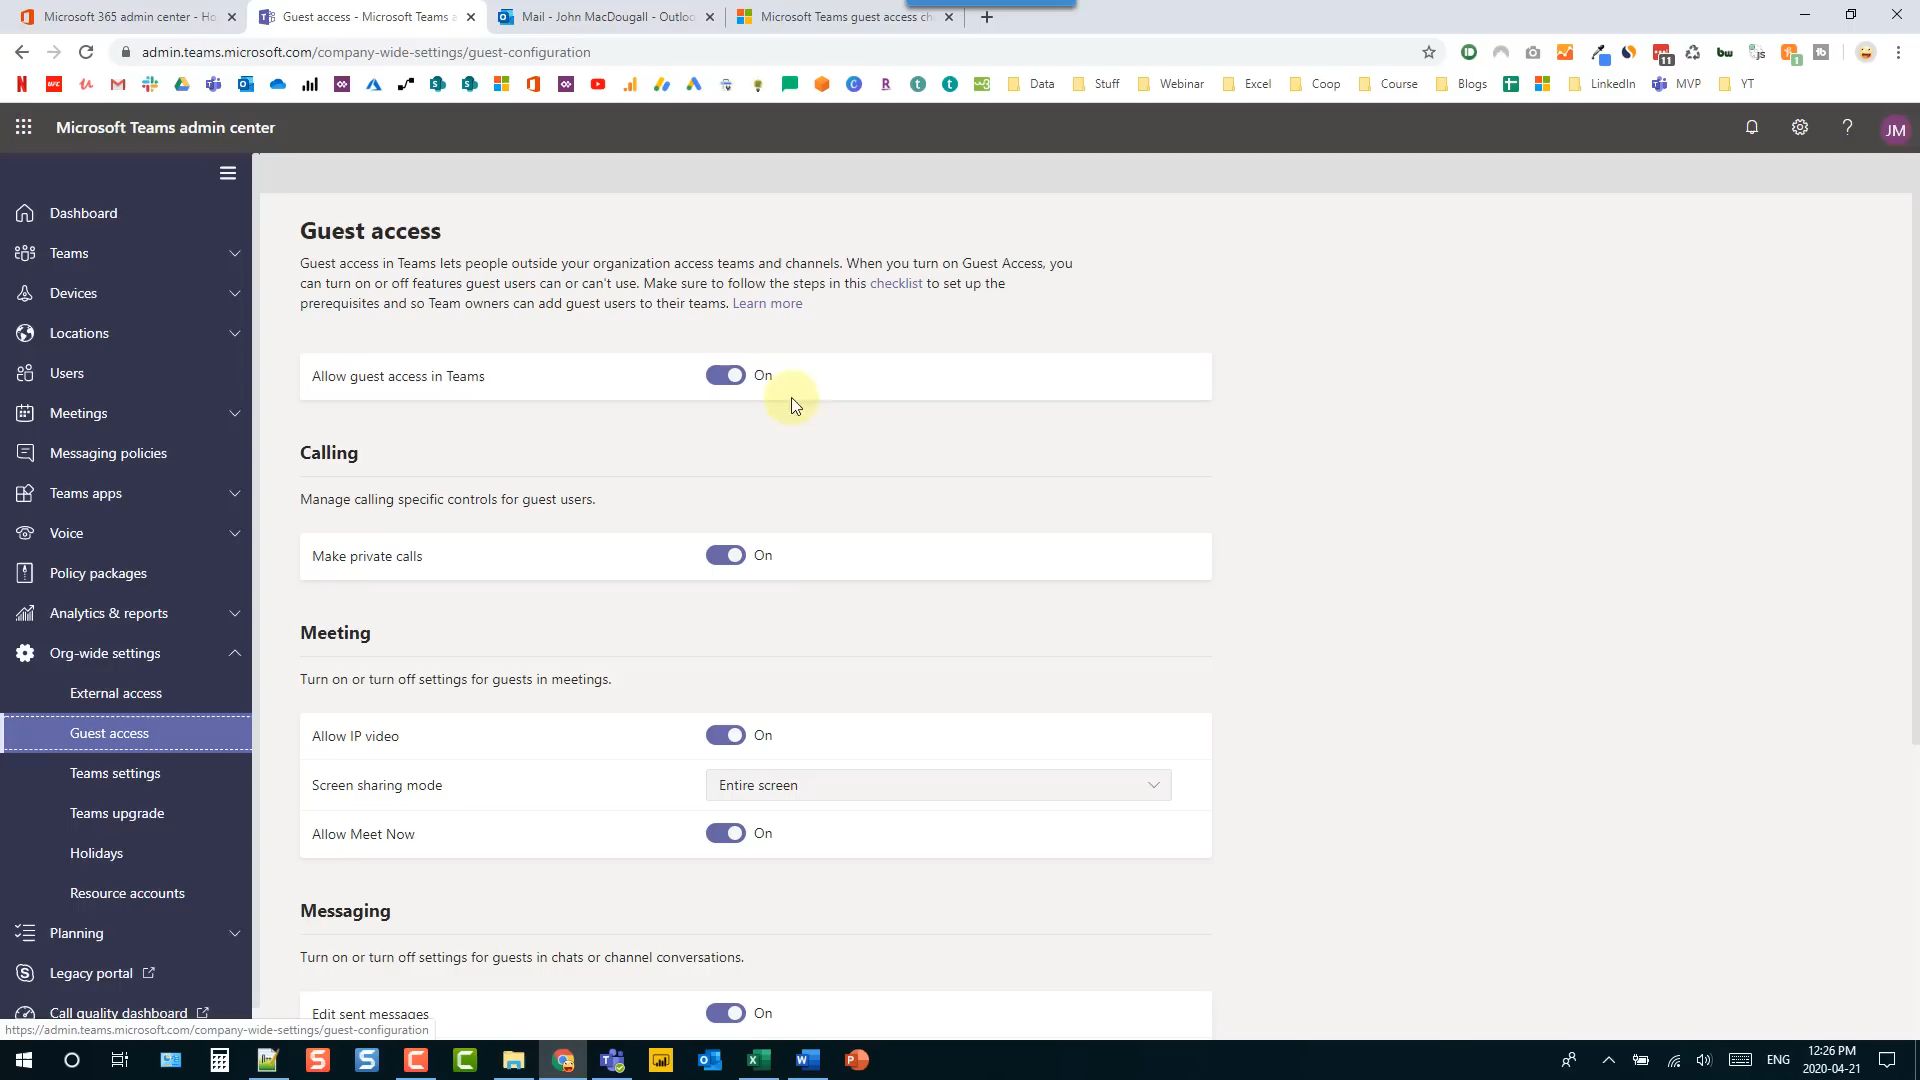 Microsoft 365 admin center - Ho
Guest access - Microsoft Teams a
Mail - John MacDougall - Outloo
Microsoft Teams guest access ch
admin.teams.microsoft.com/company-wide-settings/guest-configuration
11
1
Data
Stuff
Webinar
Excel
Coop
Course
Blogs
LinkedIn
MVP
YT
Microsoft Teams admin center
JM
Dashboard
Teams
Devices
Locations
Users
Meetings
Messaging policies
Teams apps
Voice
Policy packages
Analytics & reports
Org-wide settings
External access
Guest access
Teams settings
Teams upgrade
Holidays
Resource accounts
Planning
Legacy portal
Call quality dashboard
Guest access
Guest access in Teams lets people outside your organization access teams and channels. When you turn on Guest Access, you
can turn on or off features guest users can or can't use. Make sure to follow the steps in this checklist to set up the
prerequisites and so Team owners can add guest users to their teams. Learn more
Allow guest access in Teams On
Calling
Manage calling specific controls for guest users.
Make private calls On
Meeting
Turn on or turn off settings for guests in meetings.
Allow IP video On
Screen sharing mode Entire screen
Allow Meet Now On
Messaging
Turn on or turn off settings for guests in chats or channel conversations.
Edit sent messages On
https://admin.teams.microsoft.com/company-wide-settings/guest-configuration
ENG
12:26 PM
2020-04-21